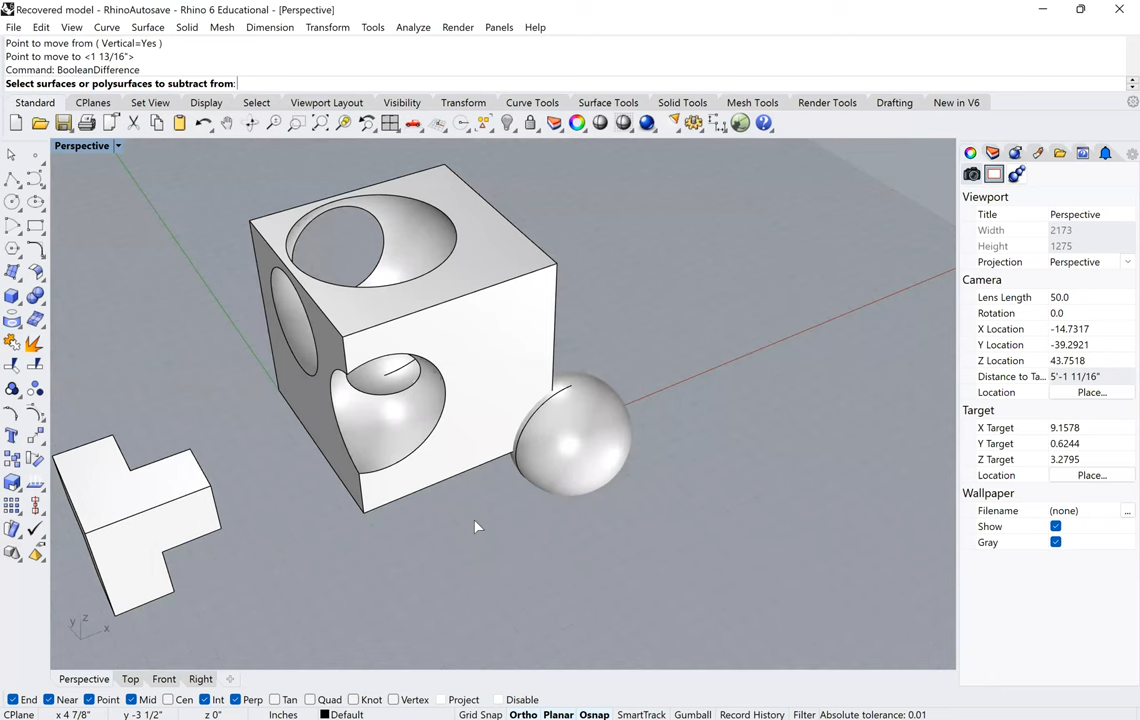 Recovered model - RhinoAutosave - Rhino 6 Educational - [Perspective]
File Edit View Curve Surface Solid Mesh Dimension Transform Tools Analyze Render Panels Help
Point to move from ( Vertical=Yes )
Point to move to <1 13/16">
Command: BooleanDifference
Select surfaces or polysurfaces to subtract from:
Standard CPlanes Set View Display Select Viewport Layout Visibility Transform Curve Tools Surface Tools Solid Tools Mesh Tools Render Tools Drafting New in V6
Perspective
Viewport
Title Perspective
Width 2173
Height 1275
Projection Perspective
Camera
Lens Length 50.0
Rotation 0.0
X Location -14.7317
Y Location -39.2921
Z Location 43.7518
Distance to Ta... 5'-1 11/16"
Location Place...
Target
X Target 9.1578
Y Target 0.6244
Z Target 3.2795
Location Place...
Wallpaper
Filename (none) ...
Show
Gray
y z x
Perspective Top Front Right
End Near Point Mid Cen Int Perp Tan Quad Knot Vertex Project Disable
CPlane x 4 7/8" y -3 1/2" z 0" Inches Default Grid Snap Ortho Planar Osnap SmartTrack Gumball Record History Filter Absolute tolerance: 0.01